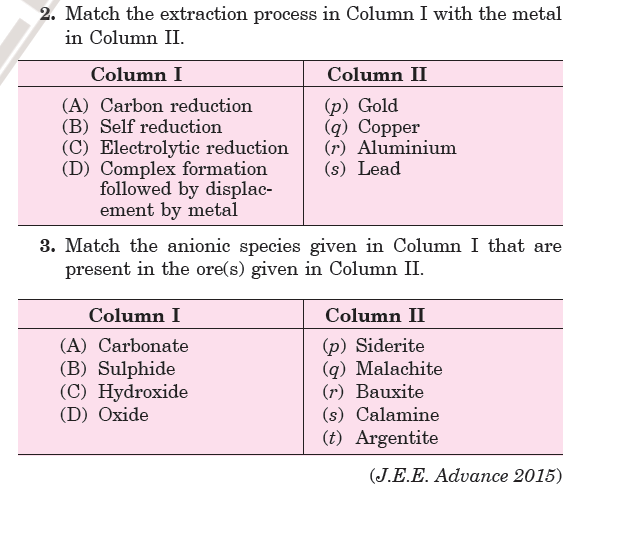 2. Match the extraction process in Column I with the metal
in Column II.
Column I Column II
(A) Carbon reduction (p) Gold
(B) Self reduction (q) Copper
(C) Electrolytic reduction (r) Aluminium
(D) Complex formation (s) Lead
followed by displac-
ement by metal
3. Match the anionic species given in Column I that are
present in the ore(s) given in Column II.
Column I Column II
(A) Carbonate (p) Siderite
(B) Sulphide (q) Malachite
(C) Hydroxide (r) Bauxite
(D) Oxide (s) Calamine
(t) Argentite
(J.E.E. Advance 2015)